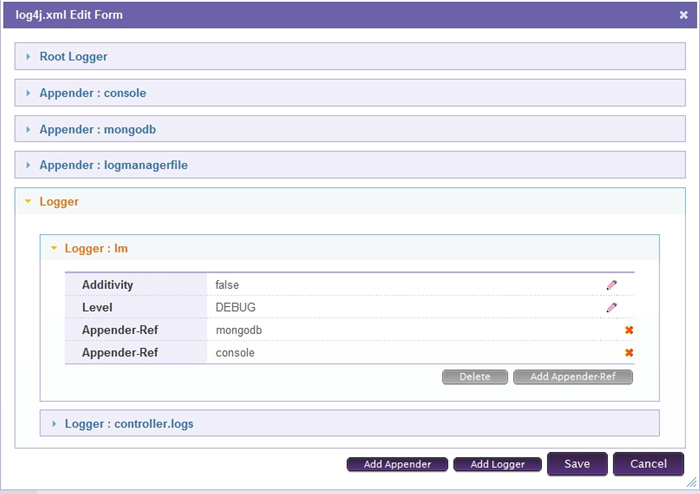 log4j.xml Edit Form
Root Logger
Appender : console
Appender : mongodb
Appender : logmanagerfile
Logger
Logger : lm
Additivity false
Level DEBUG
Appender-Ref mongodb
Appender-Ref console
Delete Add Appender-Ref
Logger : controller.logs
Add Appender Add Logger Save Cancel